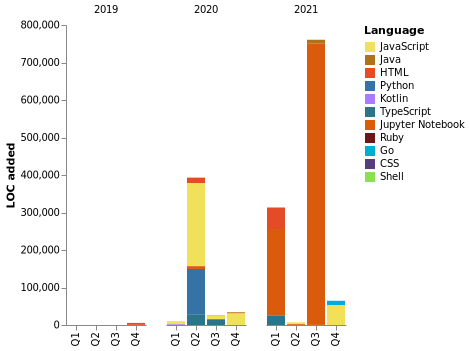 2019 2020 2021
LOC added
800,000
700,000
600,000
500,000
400,000
300,000
200,000
100,000
0
Q1 Q2 Q3 Q4 Q1 Q2 Q3 Q4 Q1 Q2 Q3 Q4
Language
JavaScript
Java
HTML
Python
Kotlin
TypeScript
Jupyter Notebook
Ruby
Go
CSS
Shell